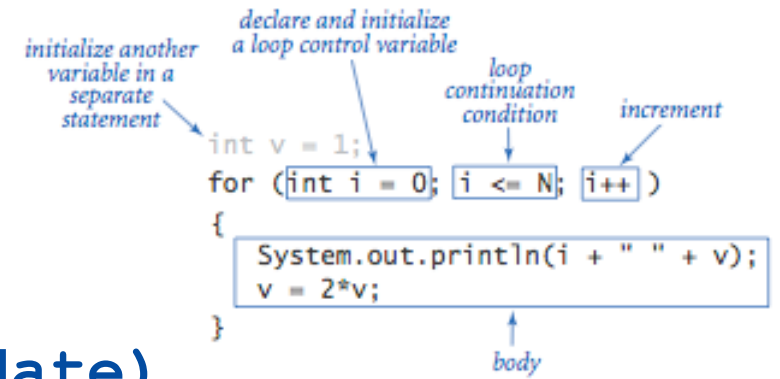 declare and initialize
a loop control variable
initialize another
variable in a
separate
statement
loop
continuation
condition
increment
int v = 1;
for (int i = 0; i <= N; i++ )
{
System.out.println(i + " " + v);
v = 2*v;
}
body